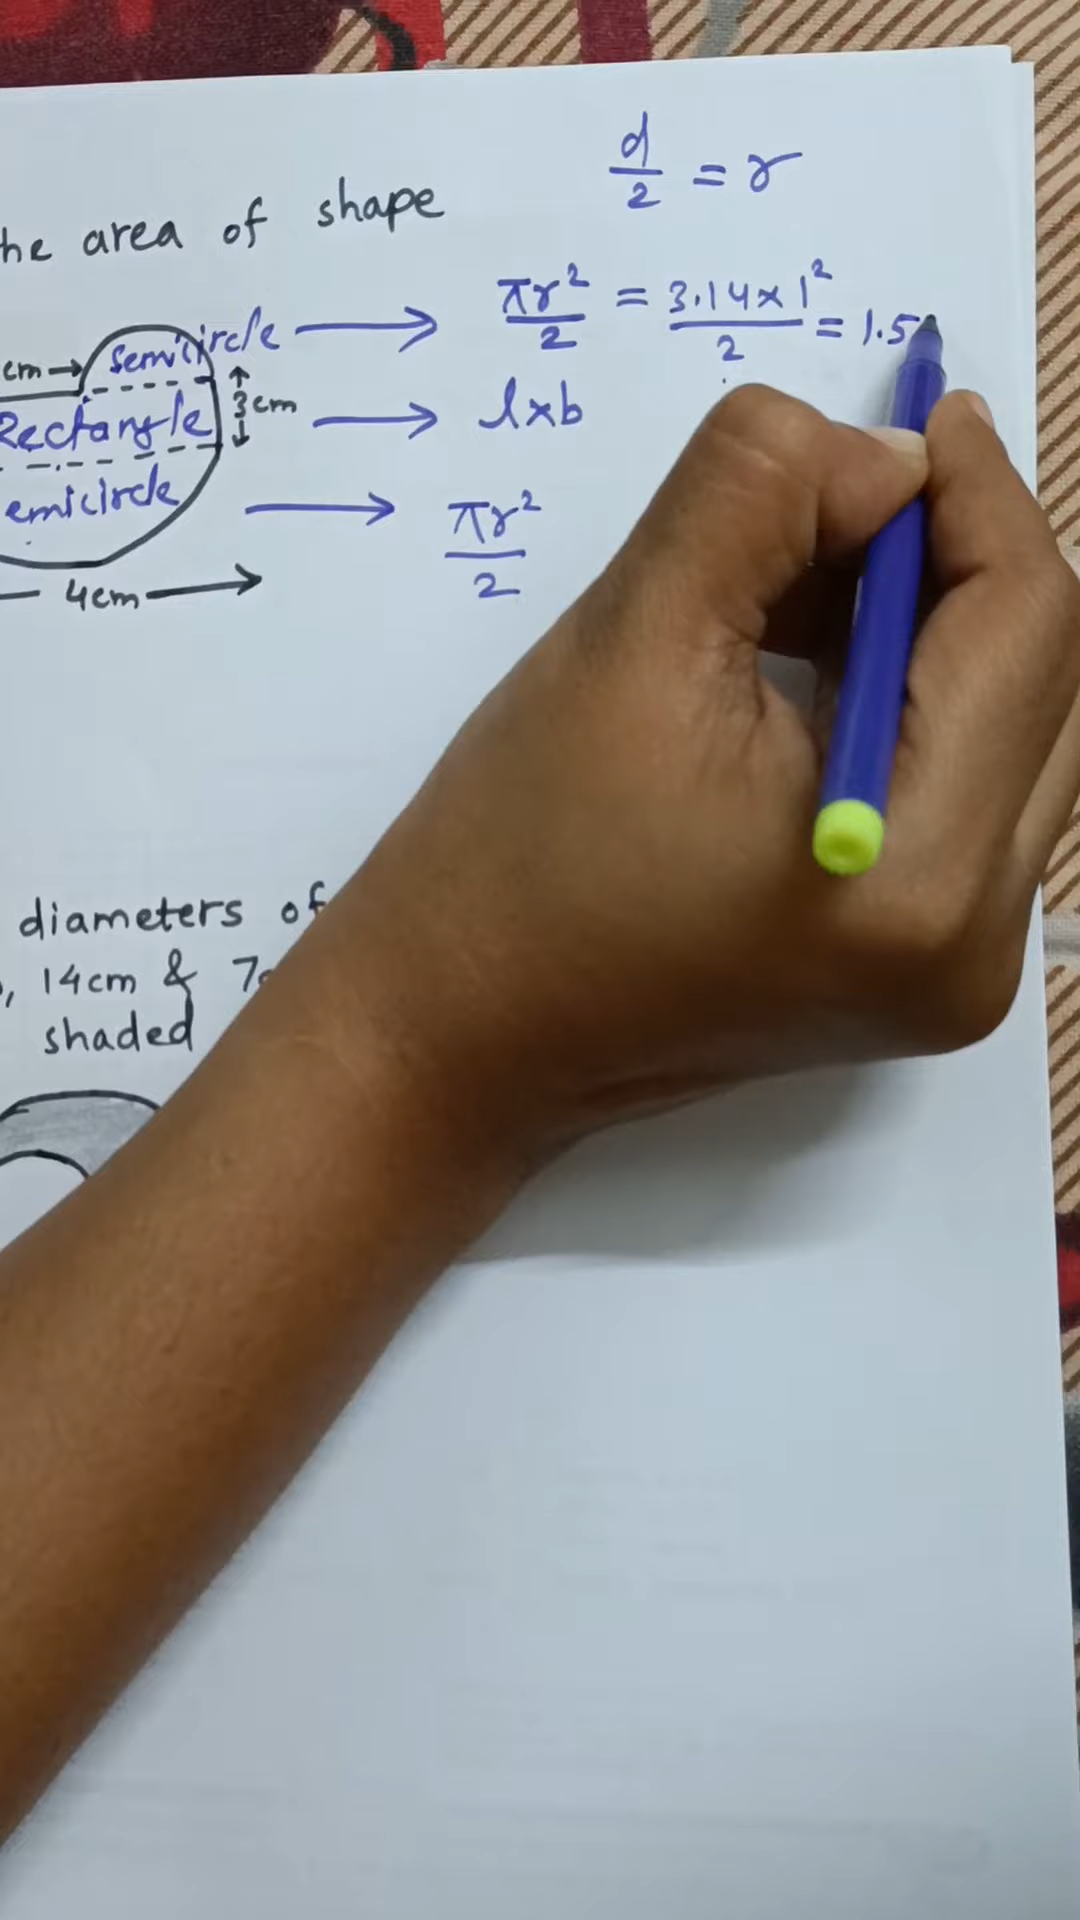 d/2 = r
he area of shape
semicircle → πr²/2 = 3.14×1²/2 = 1.5
cm→
Rectangle 3cm → l×b
emicircle → πr²/2
4cm
diameters of
, 14cm & 7
shaded